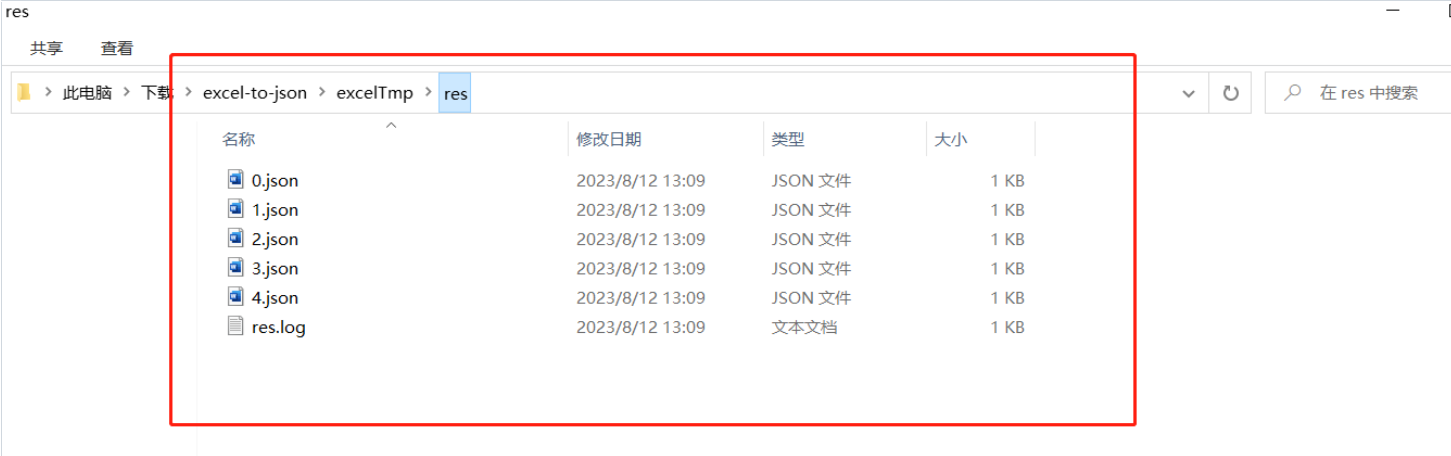 res
共享 查看
此电脑 下载 excel-to-json excelTmp res 在 res 中搜索
名称 修改日期 类型 大小
0.json 2023/8/12 13:09 JSON 文件 1 KB
1.json 2023/8/12 13:09 JSON 文件 1 KB
2.json 2023/8/12 13:09 JSON 文件 1 KB
3.json 2023/8/12 13:09 JSON 文件 1 KB
4.json 2023/8/12 13:09 JSON 文件 1 KB
res.log 2023/8/12 13:09 文本文档 1 KB